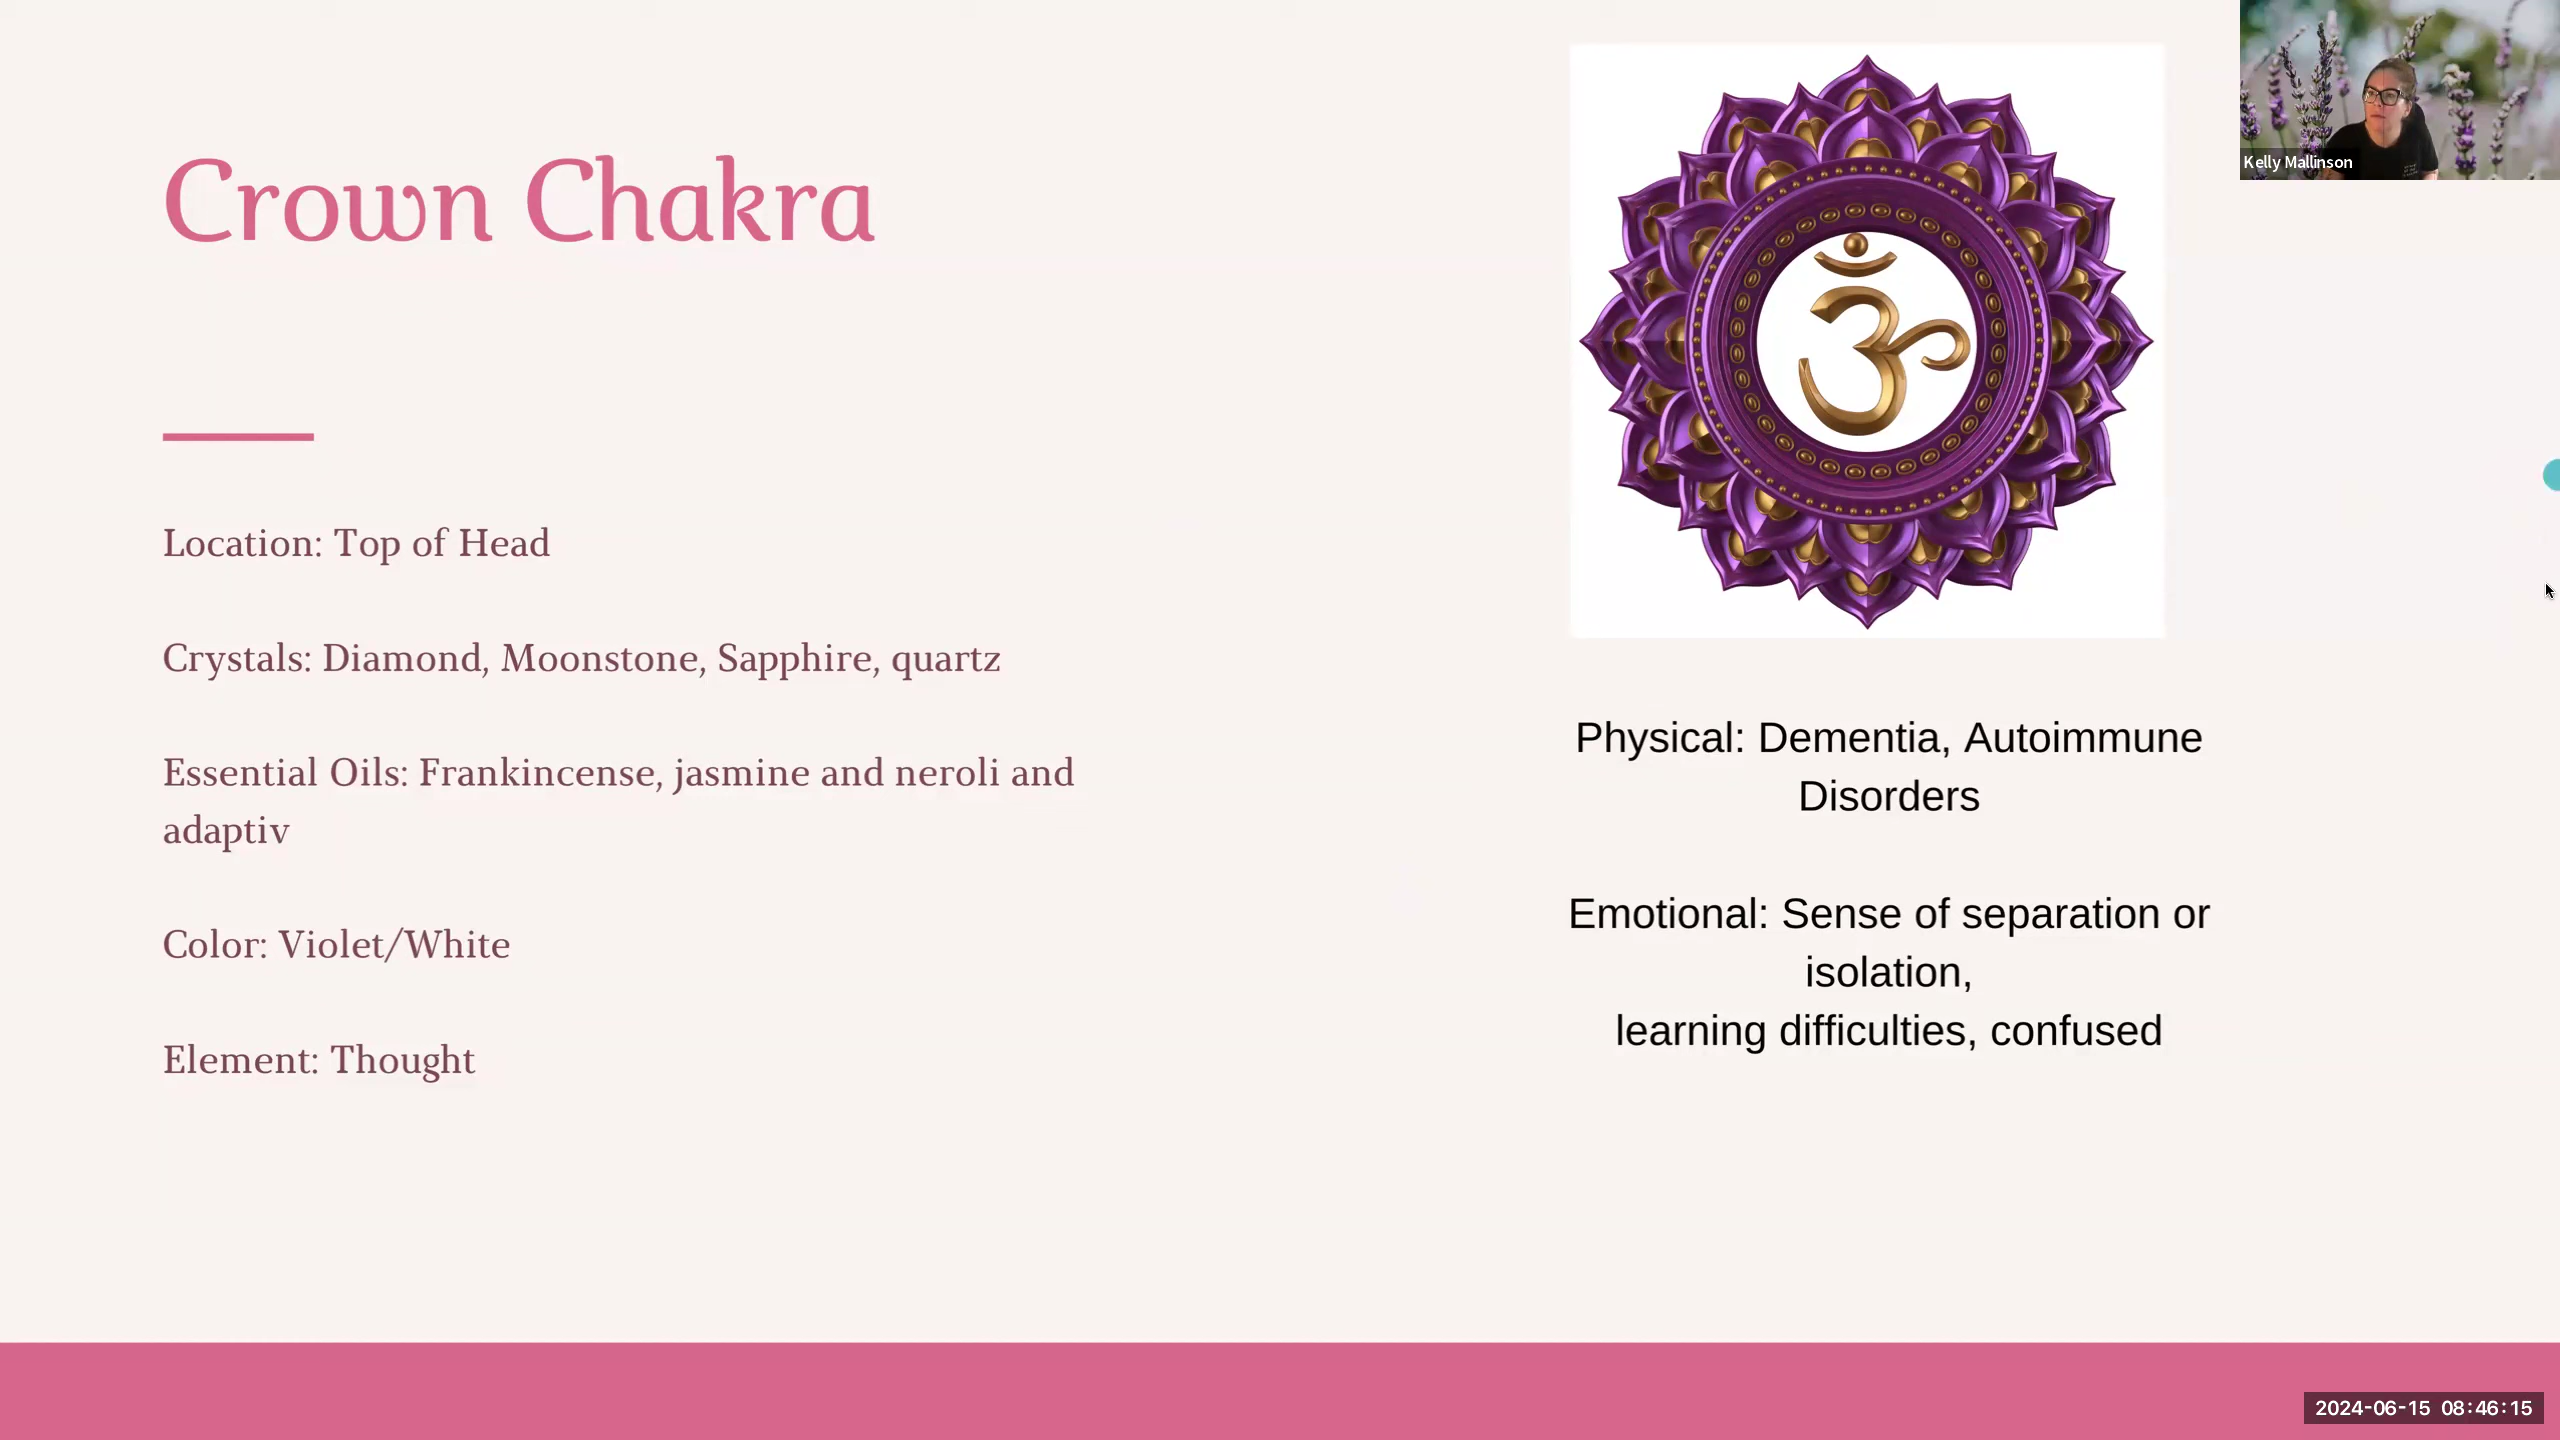 Crown Chakra
Location: Top of Head
Crystals: Diamond, Moonstone, Sapphire, quartz
Essential Oils: Frankincense, jasmine and neroli and
adaptiv
Color: Violet/White
Element: Thought
ॐ
Physical: Dementia, Autoimmune
Disorders
Emotional: Sense of separation or
isolation,
learning difficulties, confused
Kelly Mallinson
2024-06-15 08:46:15